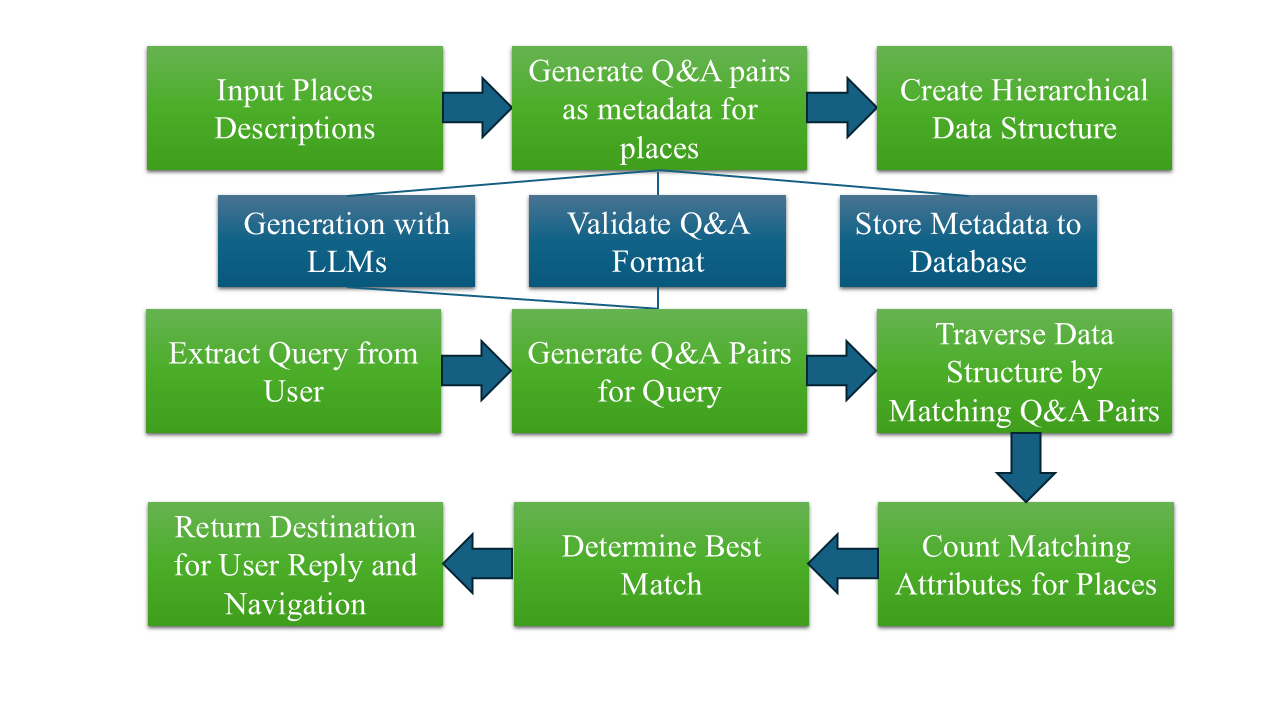 Input Places
Descriptions
Generate Q&A pairs
as metadata for
places
Create Hierarchical
Data Structure
Generation with
LLMs
Validate Q&A
Format
Store Metadata to
Database
Extract Query from
User
Generate Q&A Pairs
for Query
Traverse Data
Structure by
Matching Q&A Pairs
Return Destination
for User Reply and
Navigation
Determine Best
Match
Count Matching
Attributes for Places